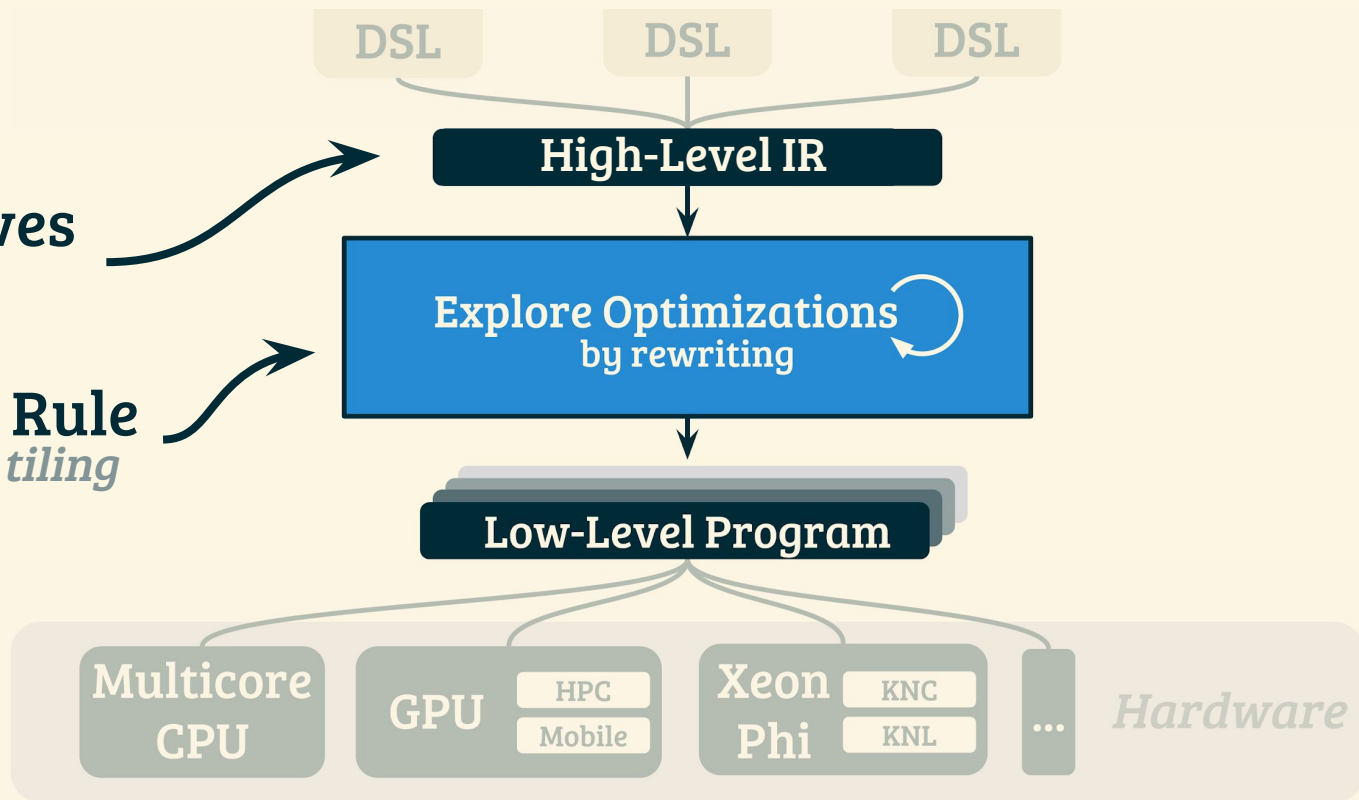 DSL
DSL
DSL
High-Level IR
ves
Explore Optimizations
by rewriting
Rule
tiling
Low-Level Program
Multicore
CPU
GPU
HPC
Mobile
Xeon
Phi
KNC
KNL
...
Hardware